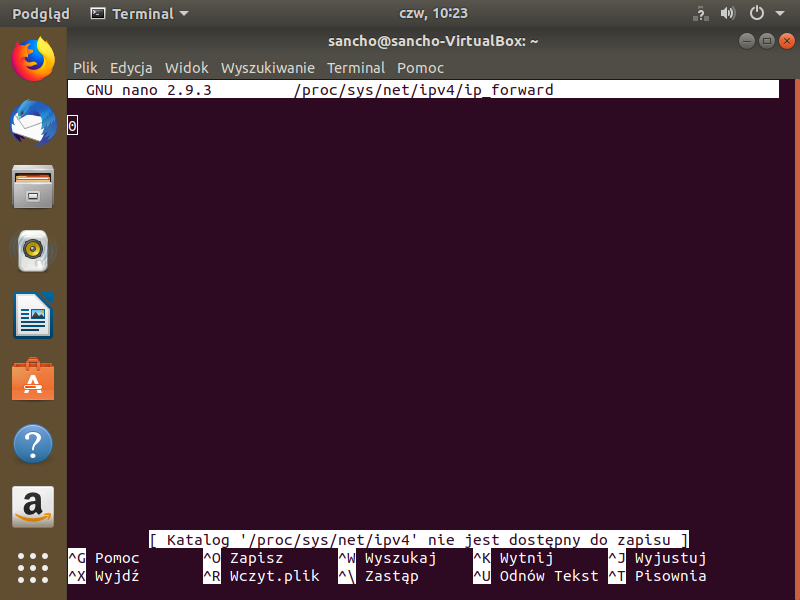 Podgląd Terminal czw, 10:23
sancho@sancho-VirtualBox: ~
Plik Edycja Widok Wyszukiwanie Terminal Pomoc
GNU nano 2.9.3 /proc/sys/net/ipv4/ip_forward
0
[ Katalog '/proc/sys/net/ipv4' nie jest dostępny do zapisu ]
^G Pomoc ^O Zapisz ^W Wyszukaj ^K Wytnij ^J Wyjustuj
^X Wyjdź ^R Wczyt.plik ^\ Zastąp ^U Odnów Tekst ^T Pisownia